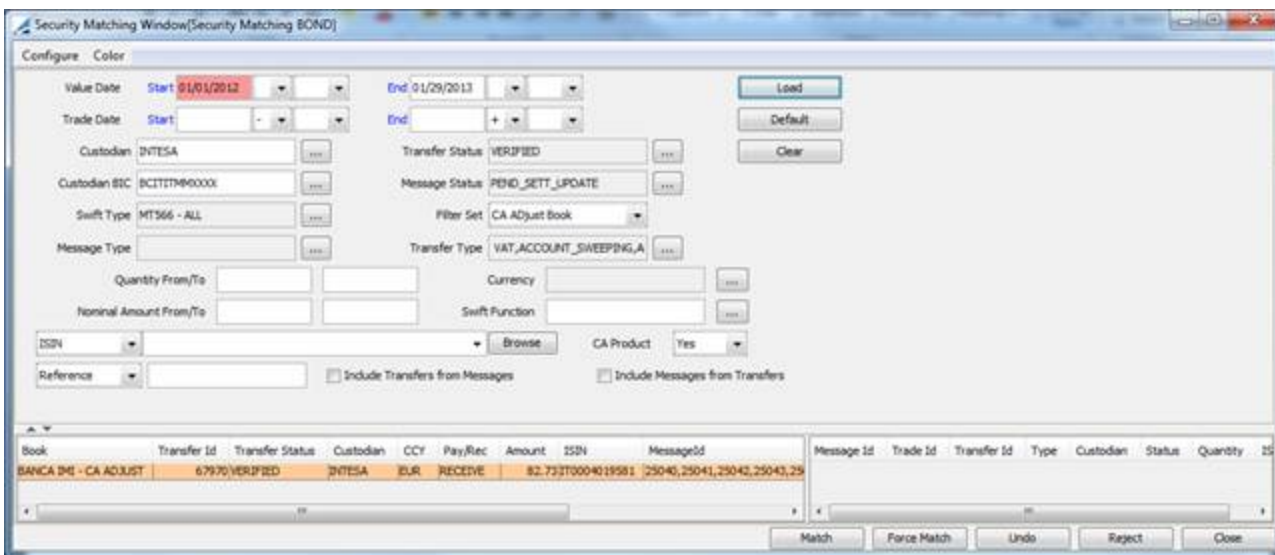 Security Matching Window[Security Matching BOND]
Configure Color
Value Date Start 01/01/2012 End 01/29/2013 Load
Trade Date Start - End + Default
Custodian INTESA ... Transfer Status VERIFIED ... Clear
Custodian BIC BCITITMMXXXX ... Message Status PEND_SETT_UPDATE ...
Swift Type MT566 - ALL ... Filter Set CA ADjust Book
Message Type ... Transfer Type VAT,ACCOUNT_SWEEPING,A ...
Quantity From/To Currency ...
Nominal Amount From/To Swift Function ...
ISIN Browse CA Product Yes
Reference Include Transfers from Messages Include Messages from Transfers
Book Transfer Id Transfer Status Custodian CCY Pay/Rec Amount ISIN MessageId Message Id Trade Id Transfer Id Type Custodian Status Quantity IS
BANCA IMI - CA ADJUST 67970 VERIFIED INTESA EUR RECEIVE 82.73 IT0004019581 25040,25041,25042,25043,25
Match Force Match Undo Reject Close